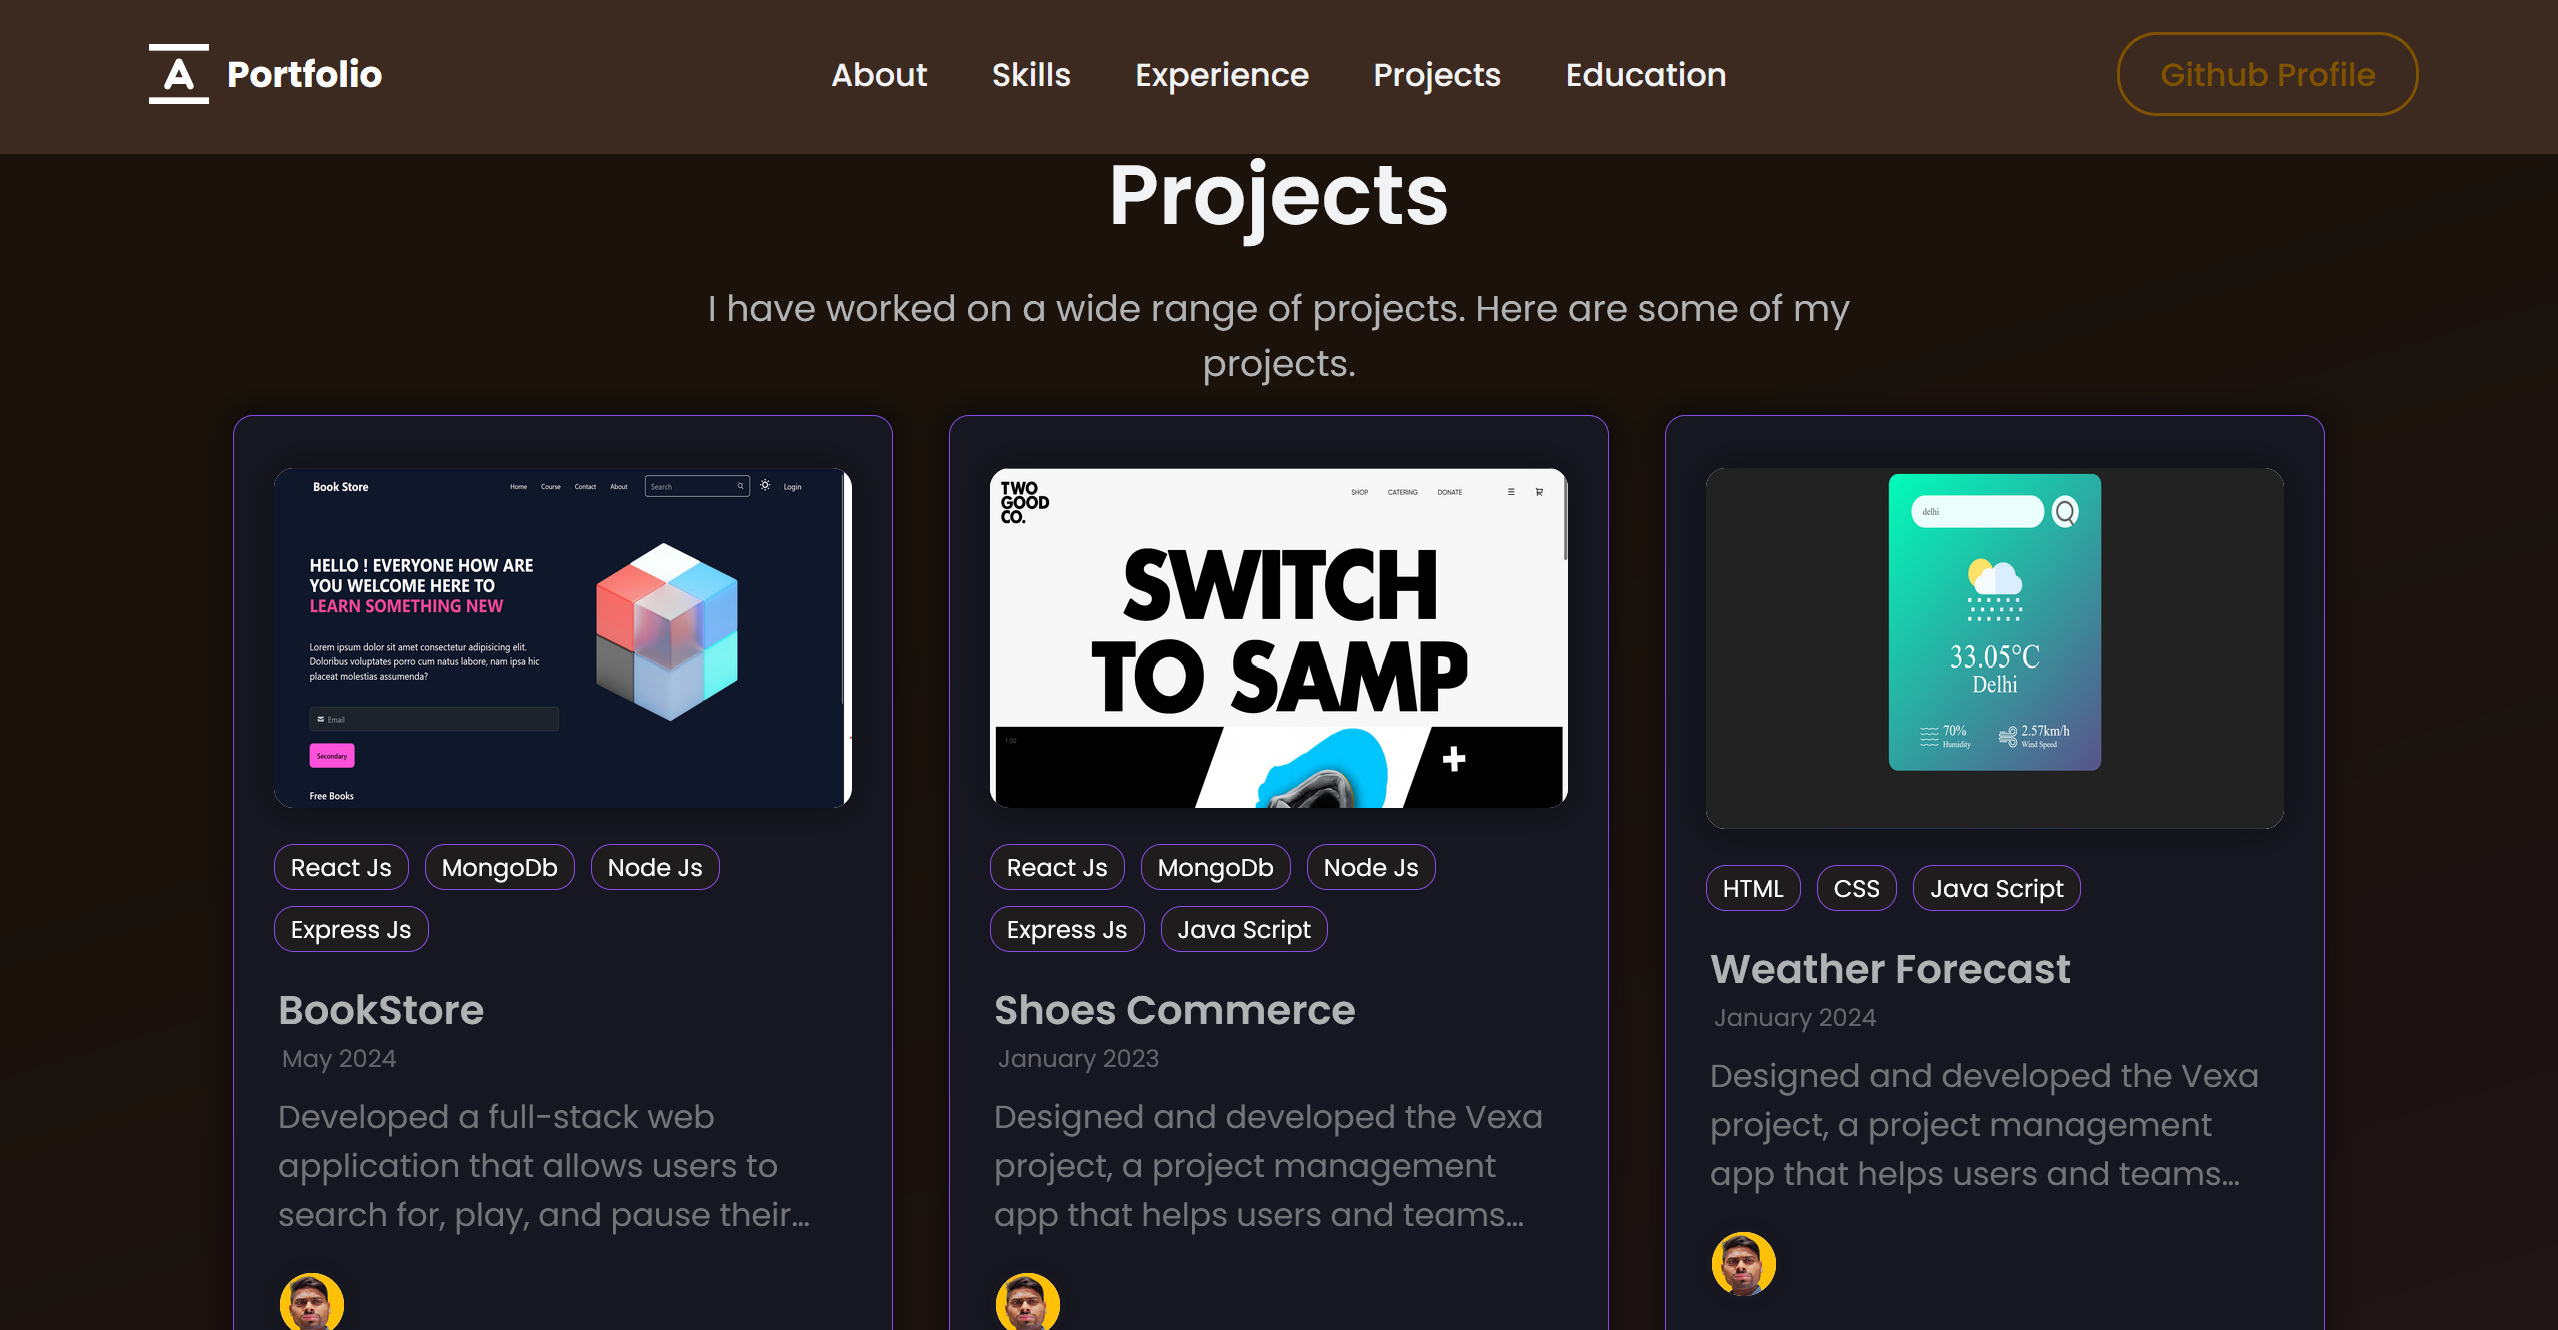 A Portfolio
About Skills Experience Projects Education
Github Profile
Projects
I have worked on a wide range of projects. Here are some of my
projects.
Book Store
Home Course Contact About Search Login
HELLO ! EVERYONE HOW ARE
YOU WELCOME HERE TO
LEARN SOMETHING NEW
Lorem ipsum dolor sit amet consectetur adipisicing elit.
Doloribus voluptates porro cum natus labore, nam ipsa hic
placeat molestias assumenda?
Email
Secondary
Free Books
React Js MongoDb Node Js
Express Js
BookStore
May 2024
Developed a full-stack web
application that allows users to
search for, play, and pause their...
TWO
GOOD
CO.
SHOP CATERING DONATE
SWITCH
TO SAMP
1.00
React Js MongoDb Node Js
Express Js Java Script
Shoes Commerce
January 2023
Designed and developed the Vexa
project, a project management
app that helps users and teams...
delhi
33.05°C
Delhi
70%
Humidity
2.57km/h
Wind Speed
HTML CSS Java Script
Weather Forecast
January 2024
Designed and developed the Vexa
project, a project management
app that helps users and teams...